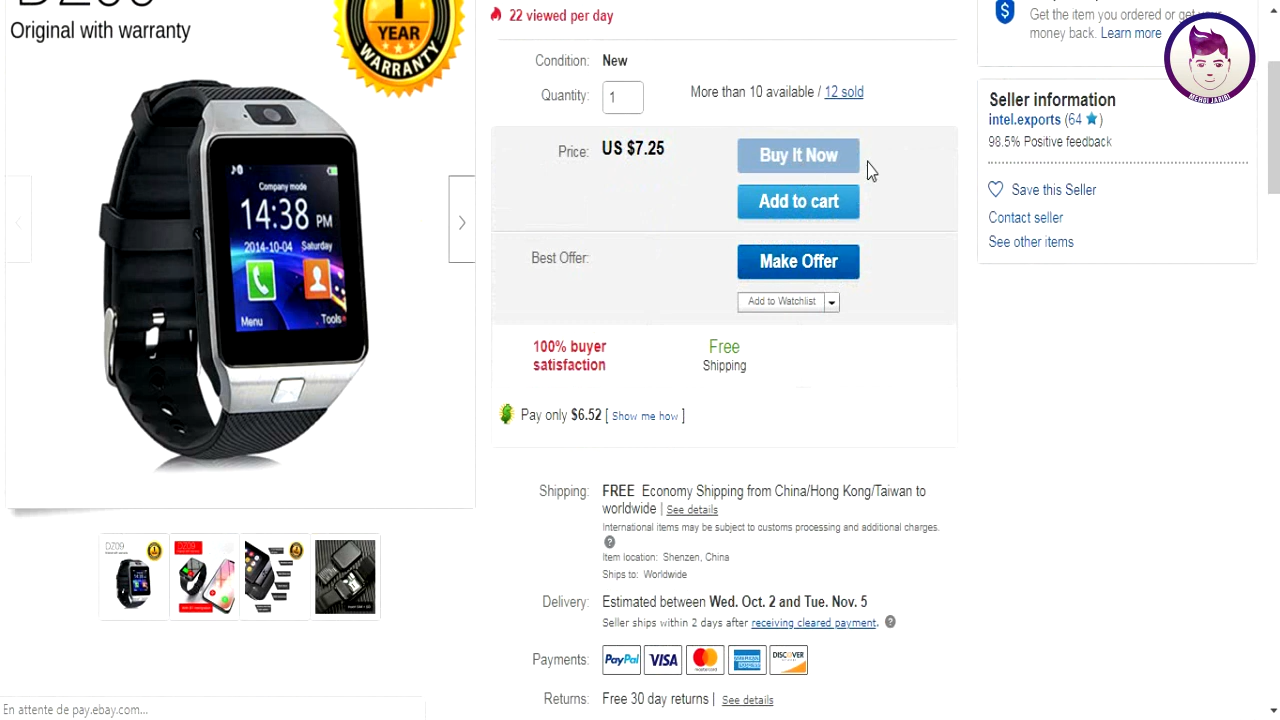 DZ09
Original with warranty
1
YEAR
WARRANTY
Company mode
14:38 PM
2014-10-04 Saturday
Menu Tools
22 viewed per day
Condition: New
Quantity: 1 More than 10 available / 12 sold
Price: US $7.25 Buy It Now
Add to cart
Best Offer: Make Offer
Add to Watchlist
100% buyer
satisfaction
Free
Shipping
Pay only $6.52 [ Show me how ]
Shipping: FREE Economy Shipping from China/Hong Kong/Taiwan to
worldwide | See details
International items may be subject to customs processing and additional charges.
Item location: Shenzen, China
Ships to: Worldwide
Delivery: Estimated between Wed. Oct. 2 and Tue. Nov. 5
Seller ships within 2 days after receiving cleared payment.
Payments: PayPal VISA mastercard AMERICAN EXPRESS DISCOVER
Returns: Free 30 day returns | See details
Get the item you ordered or get your
money back. Learn more
MEHDI JARIRI
Seller information
intel.exports (64 )
98.5% Positive feedback
Save this Seller
Contact seller
See other items
DZ09
En attente de pay.ebay.com...